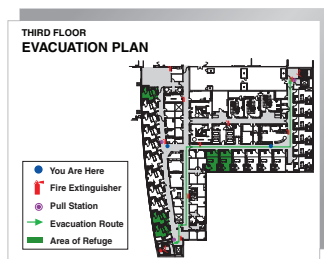 THIRD FLOOR
EVACUATION PLAN
You Are Here
Fire Extinguisher
Pull Station
Evacuation Route
Area of Refuge